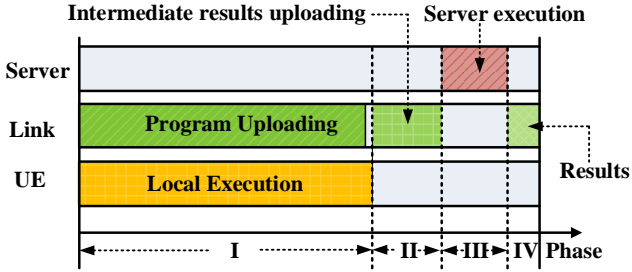 Intermediate results uploading
Server execution
Server
Link
Program Uploading
UE
Local Execution
Results
I
II
III
IV
Phase